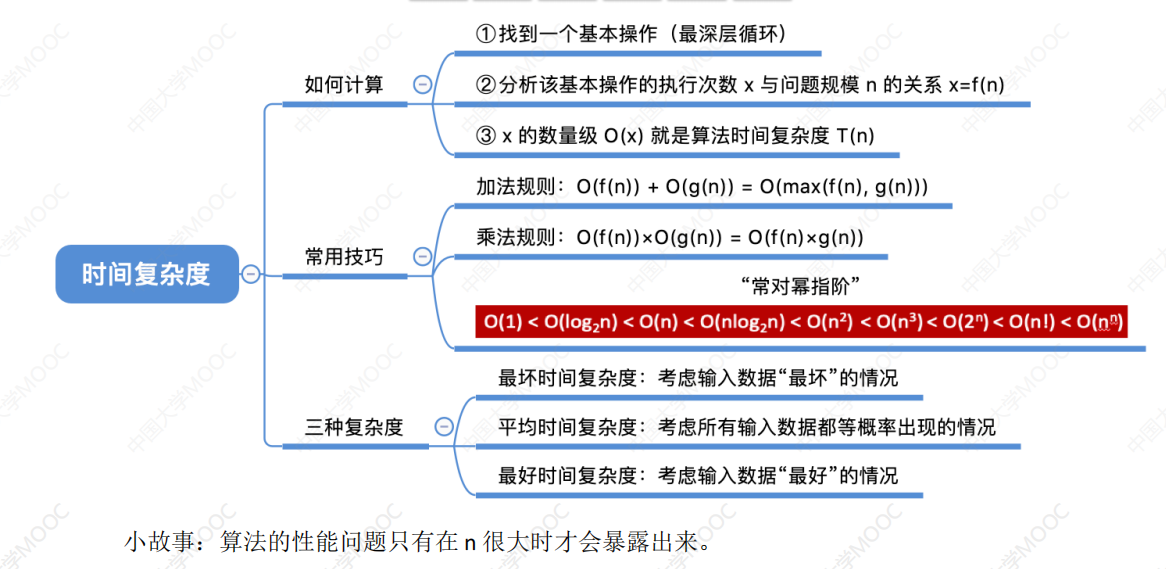 ①找到一个基本操作（最深层循环）
如何计算
②分析该基本操作的执行次数 x 与问题规模 n 的关系 x=f(n)
③ x 的数量级 O(x) 就是算法时间复杂度 T(n)
加法规则：O(f(n)) + O(g(n)) = O(max(f(n), g(n)))
常用技巧
乘法规则：O(f(n))×O(g(n)) = O(f(n)×g(n))
时间复杂度
“常对幂指阶”
O(1) < O(log₂n) < O(n) < O(nlog₂n) < O(n²) < O(n³) < O(2ⁿ) < O(n!) < O(nⁿ)
最坏时间复杂度：考虑输入数据“最坏”的情况
三种复杂度
平均时间复杂度：考虑所有输入数据都等概率出现的情况
最好时间复杂度：考虑输入数据“最好”的情况
小故事：算法的性能问题只有在 n 很大时才会暴露出来。
中国大学MOOC